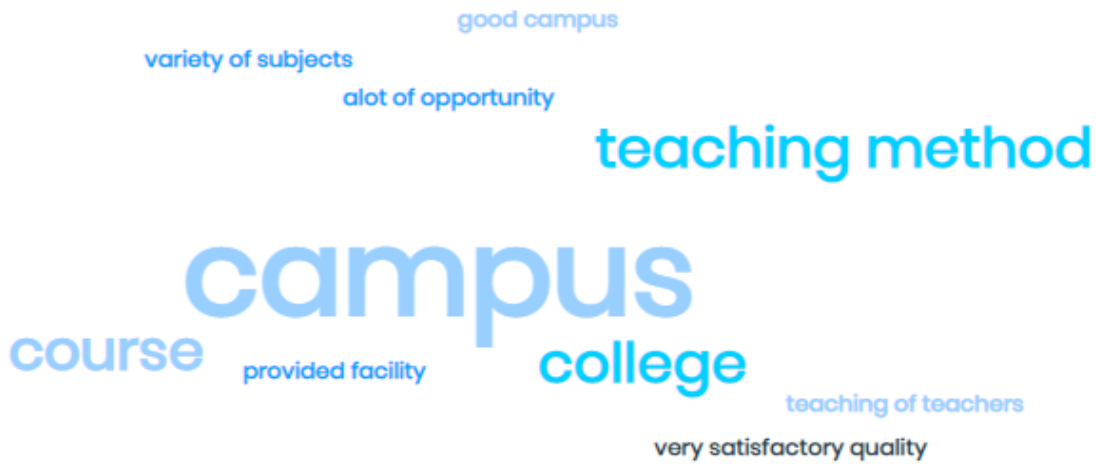 good campus
variety of subjects
alot of opportunity
teaching method
campus
course
college
provided facility
teaching of teachers
very satisfactory quality